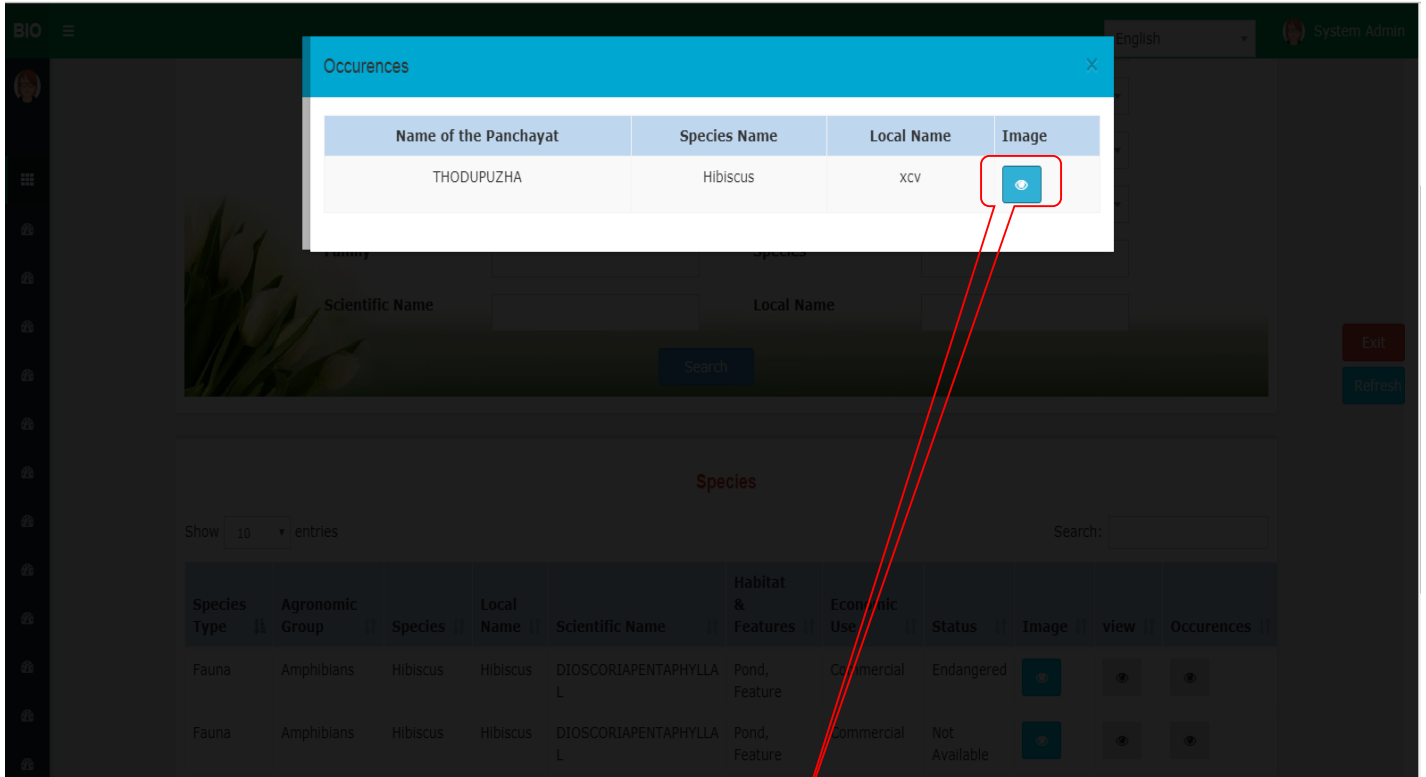 BIO
English
System Admin
Occurences
X
Name of the Panchayat Species Name Local Name Image
THODUPUZHA Hibiscus xcv
Family Species
Scientific Name Local Name
Search
Exit
Refresh
Species
Show 10 entries Search:
Species Type Agronomic Group Species Local Name Scientific Name Habitat & Features Economic Use Status Image view Occurences
Fauna Amphibians Hibiscus Hibiscus DIOSCORIAPENTAPHYLLA L Pond, Feature Commercial Endangered
Fauna Amphibians Hibiscus Hibiscus DIOSCORIAPENTAPHYLLA L Pond, Feature Commercial Not Available